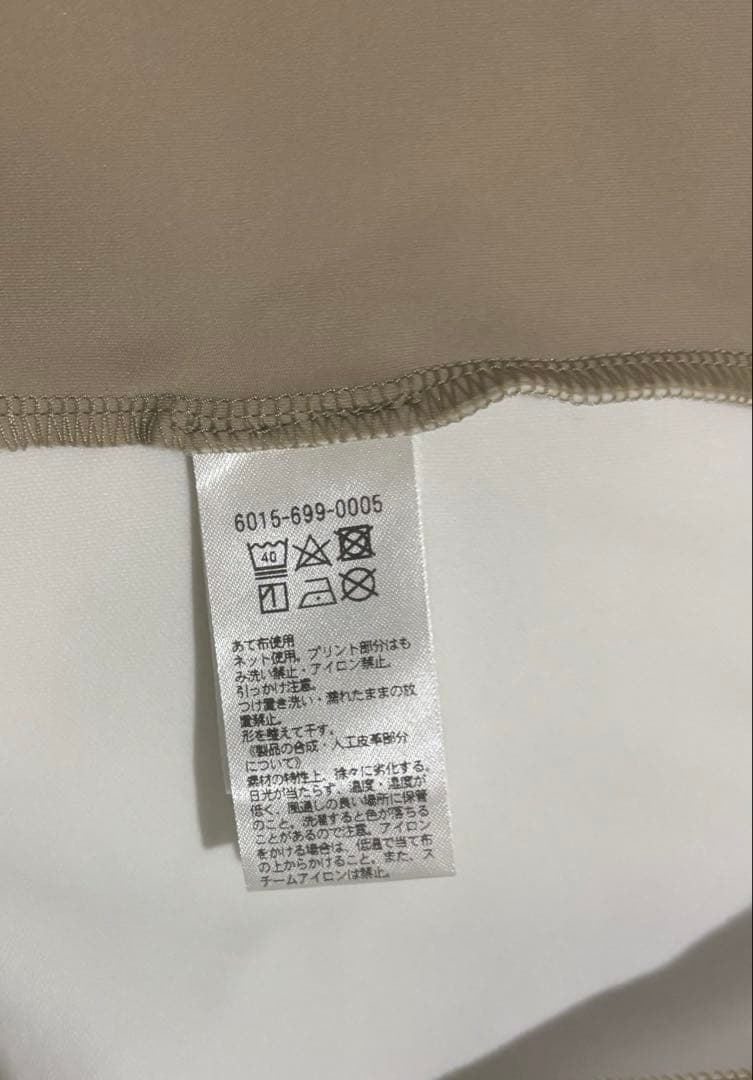 6015-699-0005
40
あて布使用
ネット使用。プリント部分はも
み洗い禁止・アイロン禁止。
引っかけ注意。
つけ置き洗い・濡れたままの放
置禁止。
形を整えて干す。
《製品の合成・人工皮革部分
について》
素材の特性上、徐々に劣化する。
日光が当たらず、温度・湿度が
低く、風通しの良い場所に保管
のこと。洗濯すると色が落ちる
ことがあるので注意。アイロン
をかける場合は、低温で当て布
の上からかけること。また、ス
チームアイロンは禁止。